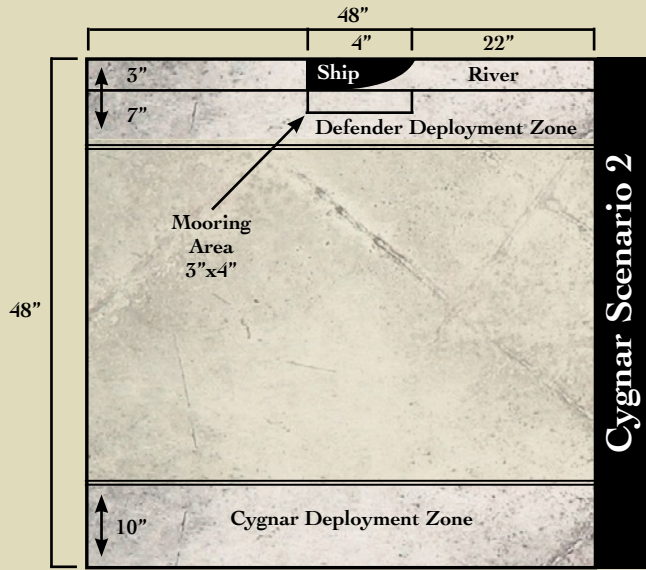 48”
4”
22”
3”
Ship
River
7”
Defender Deployment Zone
Mooring
Area
3”x4”
48”
Cygnar Scenario 2
10”
Cygnar Deployment Zone